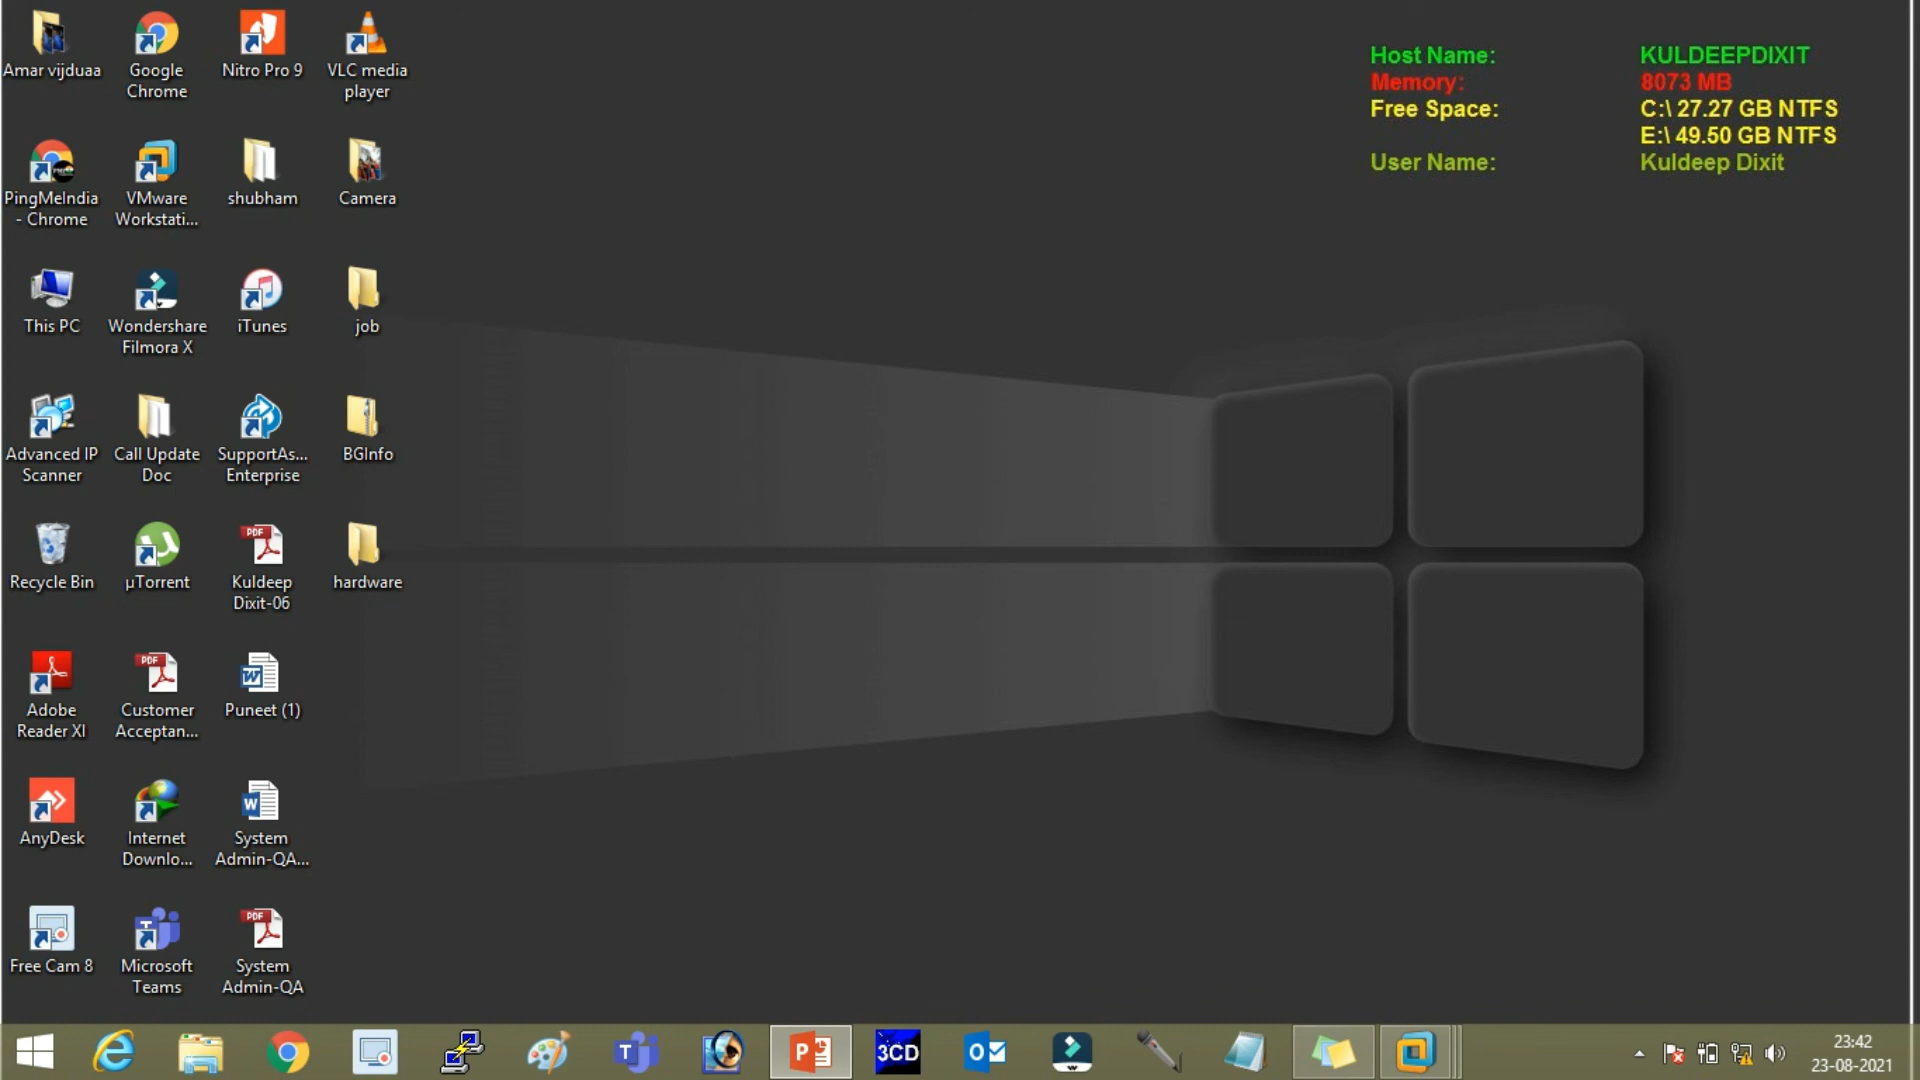 Amar vijduaa
Google
Chrome
Nitro Pro 9
VLC media
player
PingMeIndia
- Chrome
VMware
Workstati...
shubham
Camera
This PC
Wondershare
Filmora X
iTunes
job
Advanced IP
Scanner
Call Update
Doc
SupportAs...
Enterprise
BGInfo
Recycle Bin
µTorrent
Kuldeep
Dixit-06
hardware
Adobe
Reader XI
Customer
Acceptan...
Puneet (1)
AnyDesk
Internet
Downlo...
System
Admin-QA...
Free Cam 8
Microsoft
Teams
System
Admin-QA
Host Name: KULDEEPDIXIT
Memory: 8073 MB
Free Space: C:\ 27.27 GB NTFS
E:\ 49.50 GB NTFS
User Name: Kuldeep Dixit
3CD
23:42
23-08-2021